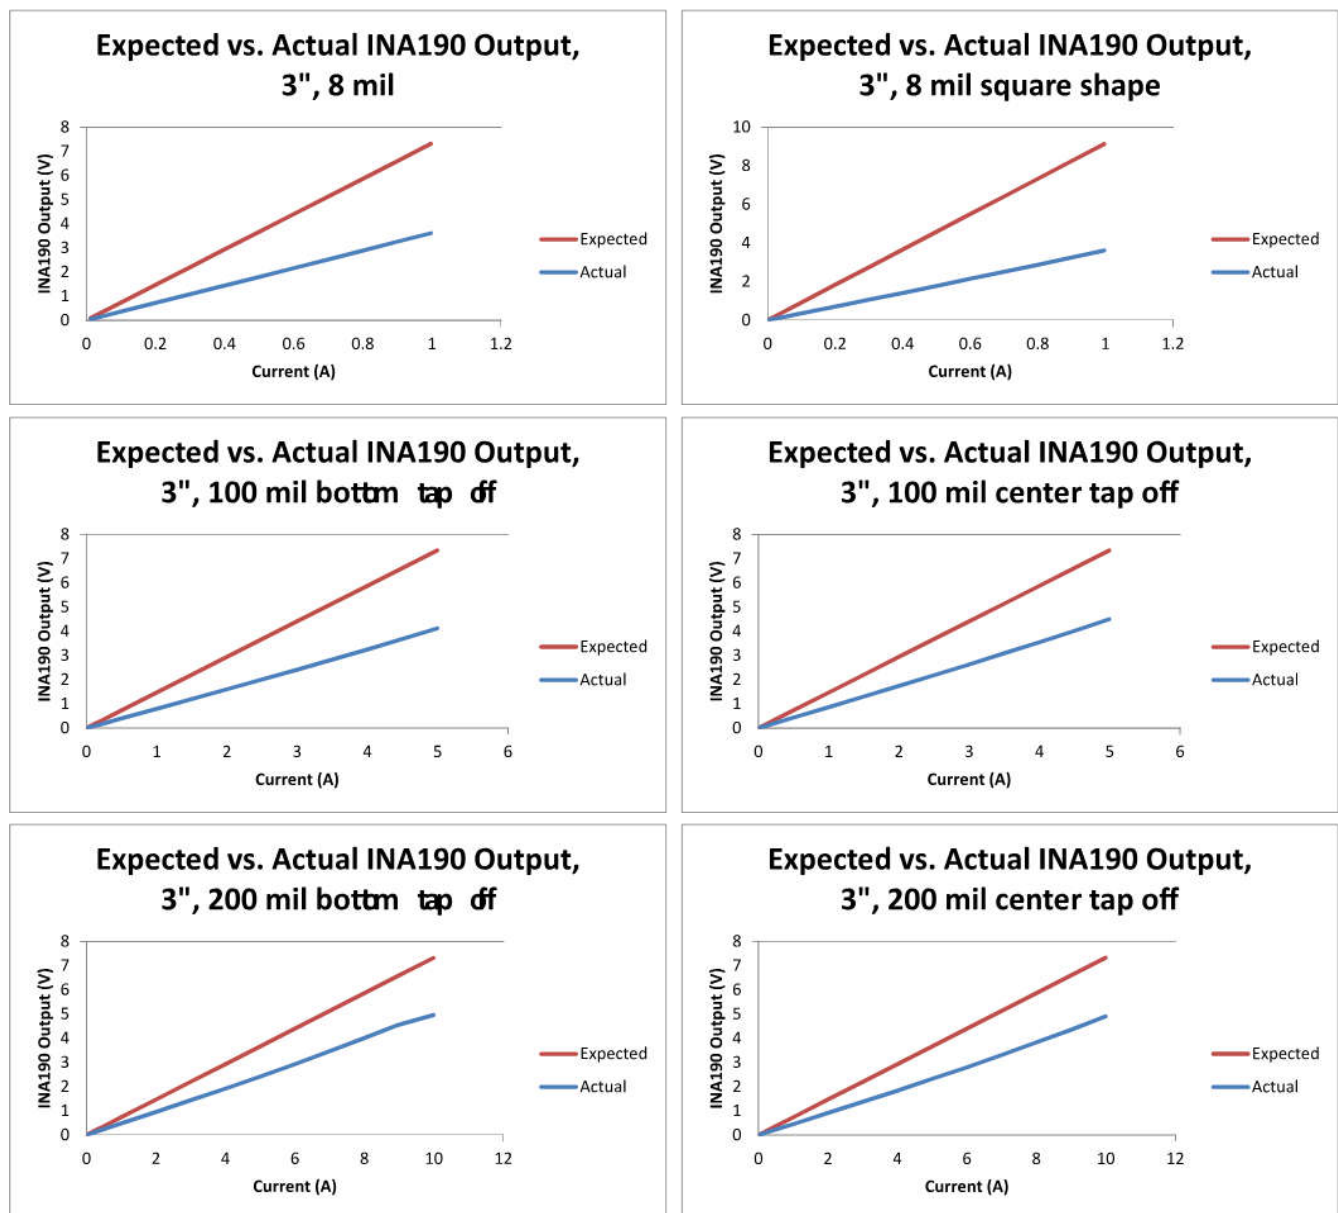 Expected vs. Actual INA190 Output,
3", 8 mil
INA190 Output (V)
8
7
6
5
4
3
2
1
0
0 0.2 0.4 0.6 0.8 1 1.2
Current (A)
Expected
Actual
Expected vs. Actual INA190 Output,
3", 8 mil square shape
INA190 Output (V)
10
8
6
4
2
0
0 0.2 0.4 0.6 0.8 1 1.2
Current (A)
Expected
Actual
Expected vs. Actual INA190 Output,
3", 100 mil bottom tap off
INA190 Output (V)
8
7
6
5
4
3
2
1
0
0 1 2 3 4 5 6
Current (A)
Expected
Actual
Expected vs. Actual INA190 Output,
3", 100 mil center tap off
INA190 Output (V)
8
7
6
5
4
3
2
1
0
0 1 2 3 4 5 6
Current (A)
Expected
Actual
Expected vs. Actual INA190 Output,
3", 200 mil bottom tap off
INA190 Output (V)
8
7
6
5
4
3
2
1
0
0 2 4 6 8 10 12
Current (A)
Expected
Actual
Expected vs. Actual INA190 Output,
3", 200 mil center tap off
INA190 Output (V)
8
7
6
5
4
3
2
1
0
0 2 4 6 8 10 12
Current (A)
Expected
Actual